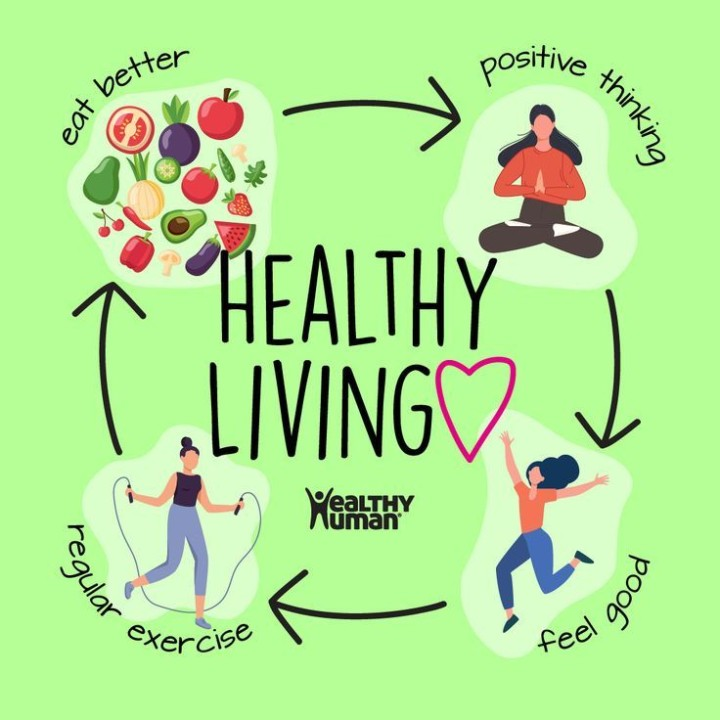 eat better
positive thinking
HEALTHY
LIVING
HEALTHY
HUMAN®
regular exercise
feel good